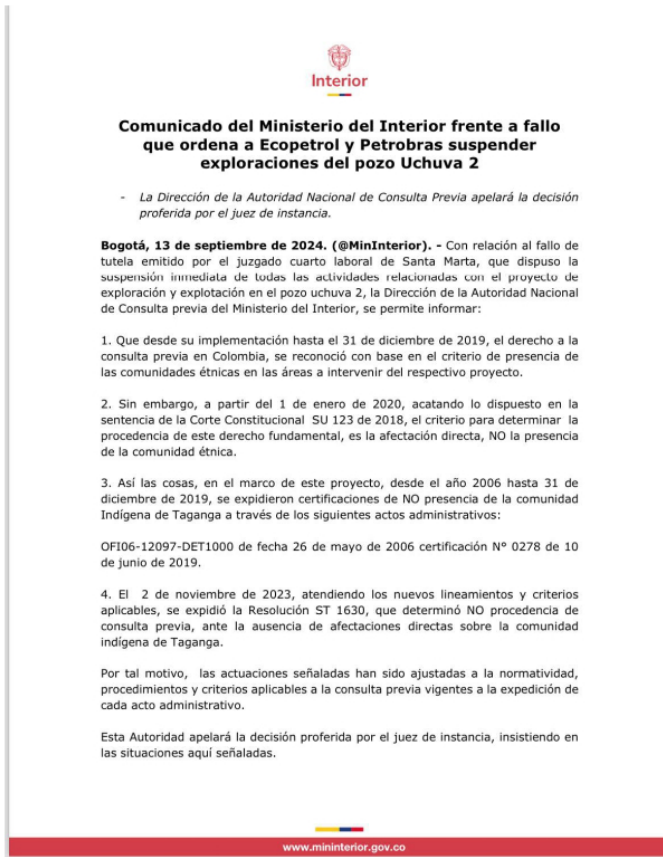 Interior
Comunicado del Ministerio del Interior frente a fallo
que ordena a Ecopetrol y Petrobras suspender
exploraciones del pozo Uchuva 2
- La Dirección de la Autoridad Nacional de Consulta Previa apelará la decisión
proferida por el juez de instancia.
Bogotá, 13 de septiembre de 2024. (@MinInterior). - Con relación al fallo de
tutela emitido por el juzgado cuarto laboral de Santa Marta, que dispuso la
suspensión inmediata de todas las actividades relacionadas con el proyecto de
exploración y explotación en el pozo uchuva 2, la Dirección de la Autoridad Nacional
de Consulta previa del Ministerio del Interior, se permite informar:
1. Que desde su implementación hasta el 31 de diciembre de 2019, el derecho a la
consulta previa en Colombia, se reconoció con base en el criterio de presencia de
las comunidades étnicas en las áreas a intervenir del respectivo proyecto.
2. Sin embargo, a partir del 1 de enero de 2020, acatando lo dispuesto en la
sentencia de la Corte Constitucional SU 123 de 2018, el criterio para determinar la
procedencia de este derecho fundamental, es la afectación directa, NO la presencia
de la comunidad étnica.
3. Así las cosas, en el marco de este proyecto, desde el año 2006 hasta 31 de
diciembre de 2019, se expidieron certificaciones de NO presencia de la comunidad
Indígena de Taganga a través de los siguientes actos administrativos:
OFI06-12097-DET1000 de fecha 26 de mayo de 2006 certificación N° 0278 de 10
de junio de 2019.
4. El 2 de noviembre de 2023, atendiendo los nuevos lineamientos y criterios
aplicables, se expidió la Resolución ST 1630, que determinó NO procedencia de
consulta previa, ante la ausencia de afectaciones directas sobre la comunidad
indígena de Taganga.
Por tal motivo, las actuaciones señaladas han sido ajustadas a la normatividad,
procedimientos y criterios aplicables a la consulta previa vigentes a la expedición de
cada acto administrativo.
Esta Autoridad apelará la decisión proferida por el juez de instancia, insistiendo en
las situaciones aquí señaladas.
www.mininterior.gov.co